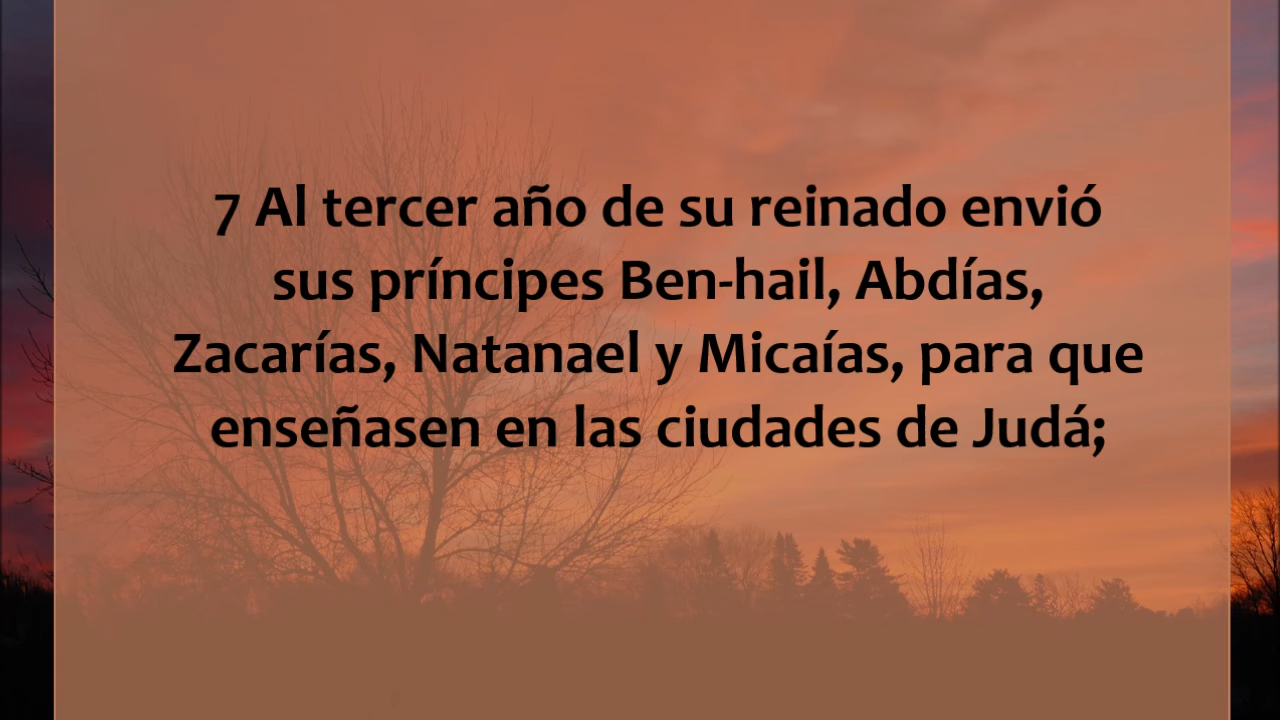 7 Al tercer año de su reinado envió
sus príncipes Ben-hail, Abdías,
Zacarías, Natanael y Micaías, para que
enseñasen en las ciudades de Judá;